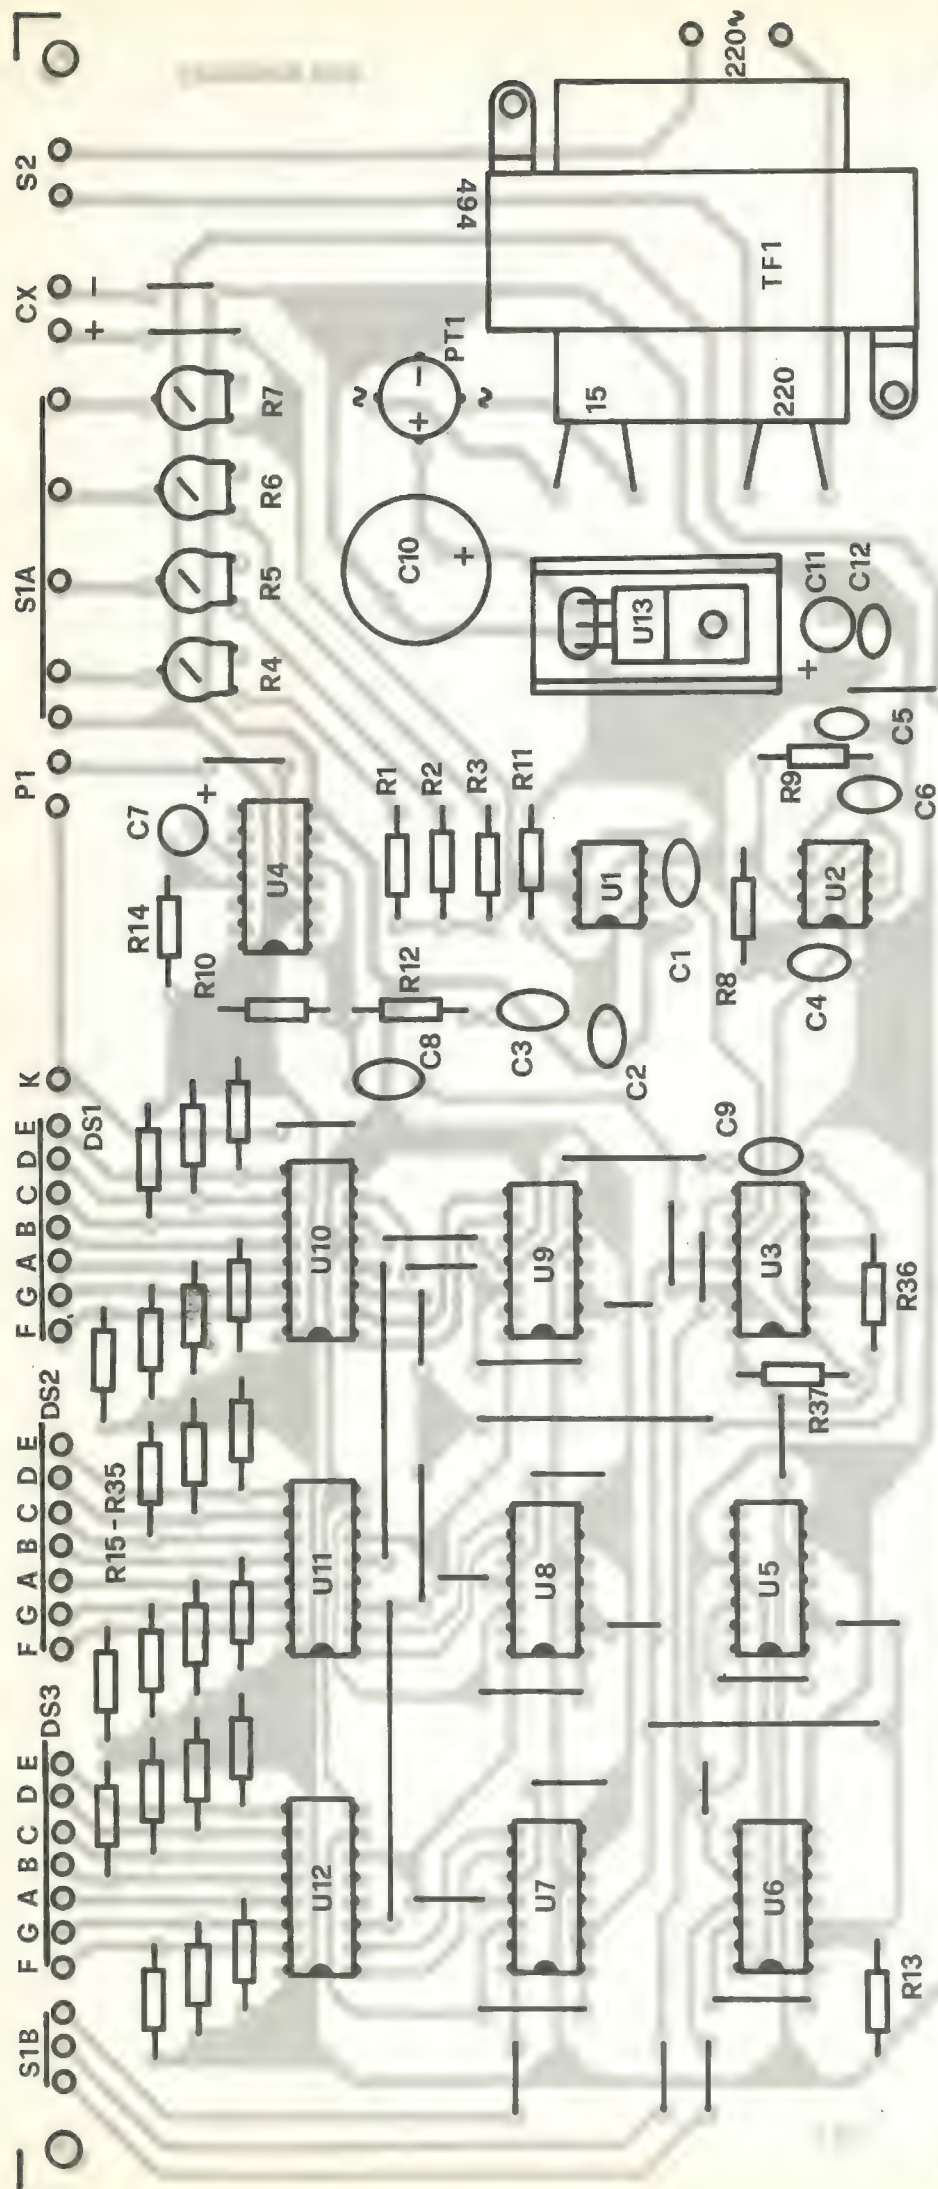 S1B F G A B C D E DS3 F G A B C D E DS2 F G A B C D E DS1 K P1 S1A CX + - S2
R15-R35
R14 C7 + R4 R5 R6 R7
R10
U12 U11 U10 U4
C8 R12 R1 R2 R3 R11 C10 + ~ + - ~ PT1 494 220~
U7 U8 U9 C3 C2 U1 C1 U13 15 TF1
U6 U5 U3 C9 R8 C4 U2 R9 220
R37 + C11 C12
R13 R36 C6 C5